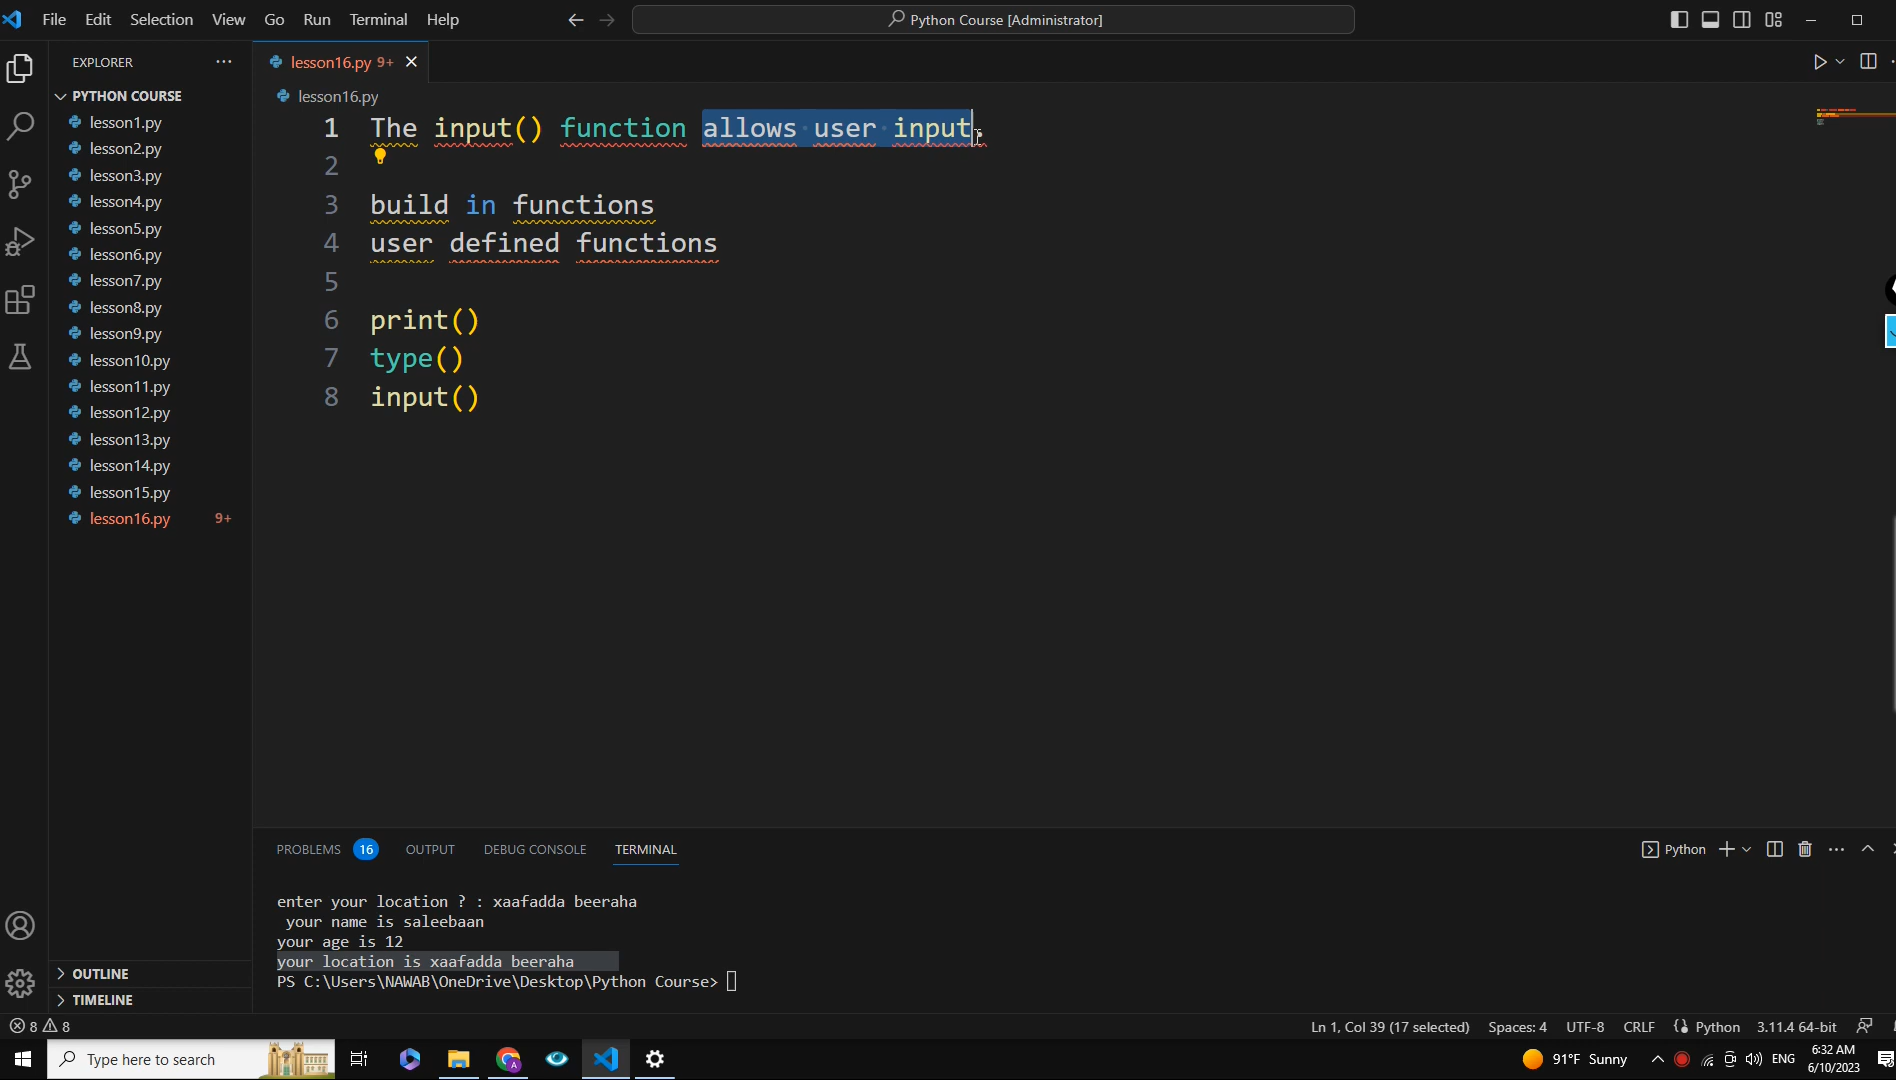 File Edit Selection View Go Run Terminal Help
Python Course [Administrator]
EXPLORER
PYTHON COURSE
lesson1.py
lesson2.py
lesson3.py
lesson4.py
lesson5.py
lesson6.py
lesson7.py
lesson8.py
lesson9.py
lesson10.py
lesson11.py
lesson12.py
lesson13.py
lesson14.py
lesson15.py
lesson16.py 9+
OUTLINE
TIMELINE
lesson16.py 9+
lesson16.py
1 The input() function allows user input.
2
3 build in functions
4 user defined functions
5
6 print()
7 type()
8 input()
PROBLEMS 16 OUTPUT DEBUG CONSOLE TERMINAL
Python
enter your location ? : xaafadda beeraha
your name is saleebaan
your age is 12
your location is xaafadda beeraha
PS C:\Users\NAWAB\OneDrive\Desktop\Python Course>
8 8
Ln 1, Col 39 (17 selected) Spaces: 4 UTF-8 CRLF Python 3.11.4 64-bit
Type here to search
91°F Sunny
ENG
6:32 AM
6/10/2023